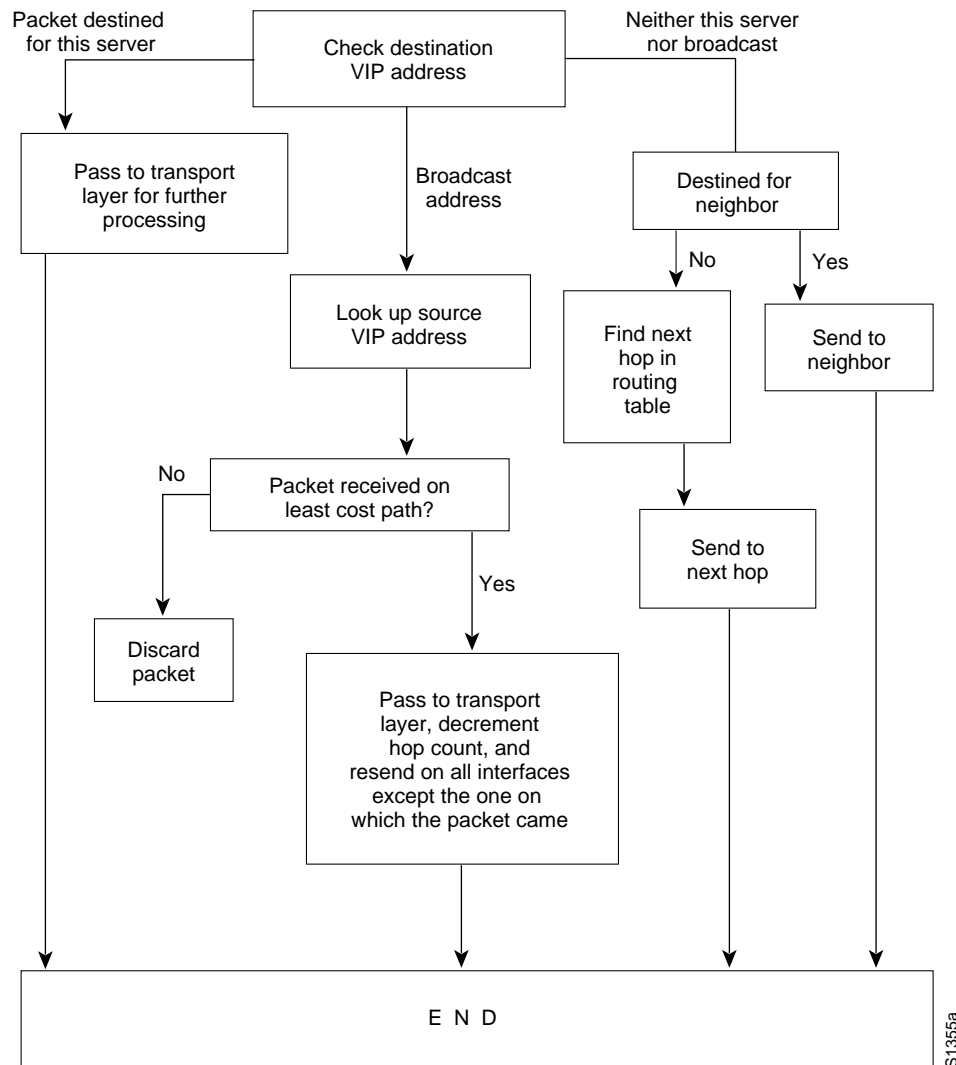 Packet destined
for this server
Check destination
VIP address
Neither this server
nor broadcast
Pass to transport
layer for further
processing
Broadcast
address
Destined for
neighbor
No
Yes
Look up source
VIP address
Find next
hop in
routing
table
Send to
neighbor
No
Packet received on
least cost path?
Send to
next hop
Yes
Discard
packet
Pass to transport
layer, decrement
hop count, and
resend on all interfaces
except the one on
which the packet came
E N D
S1355a